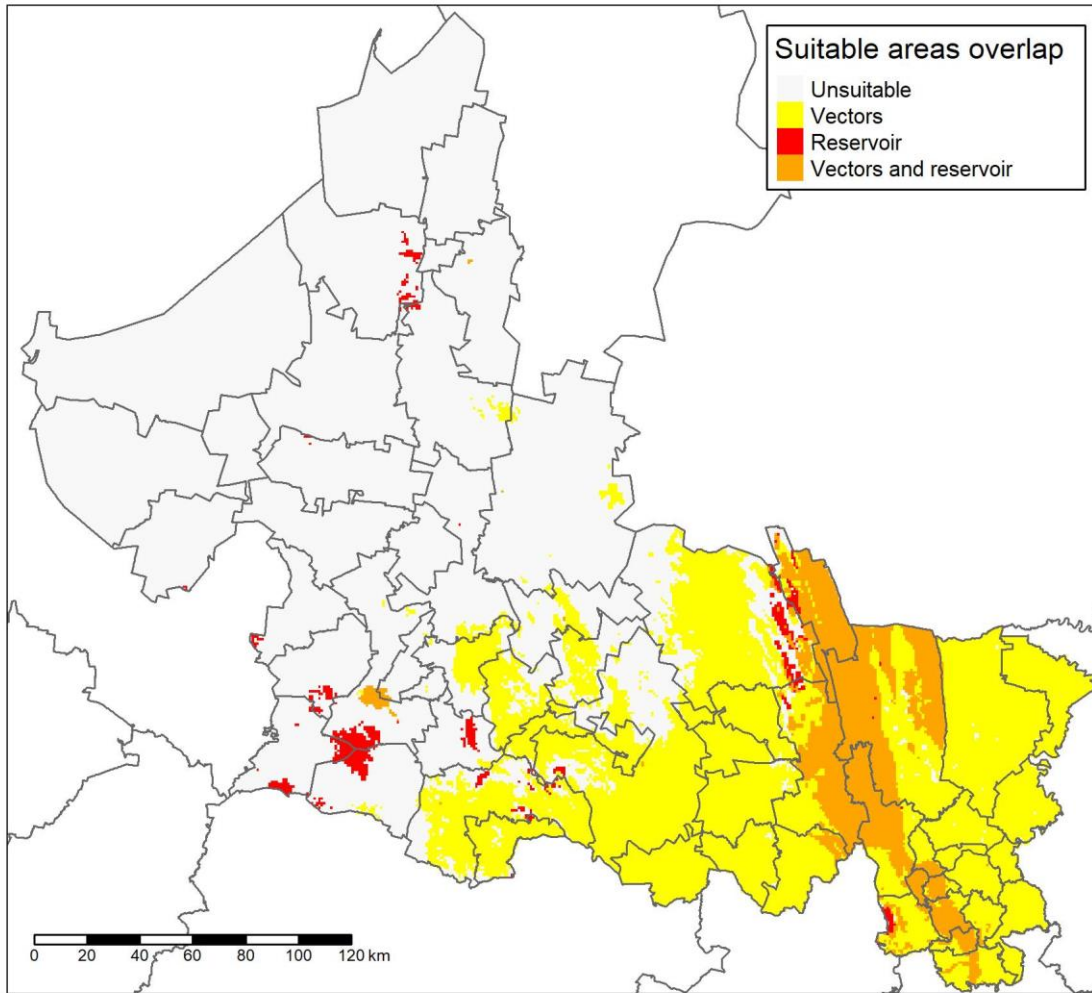 Suitable areas overlap
Unsuitable
Vectors
Reservoir
Vectors and reservoir
0 20 40 60 80 100 120 km